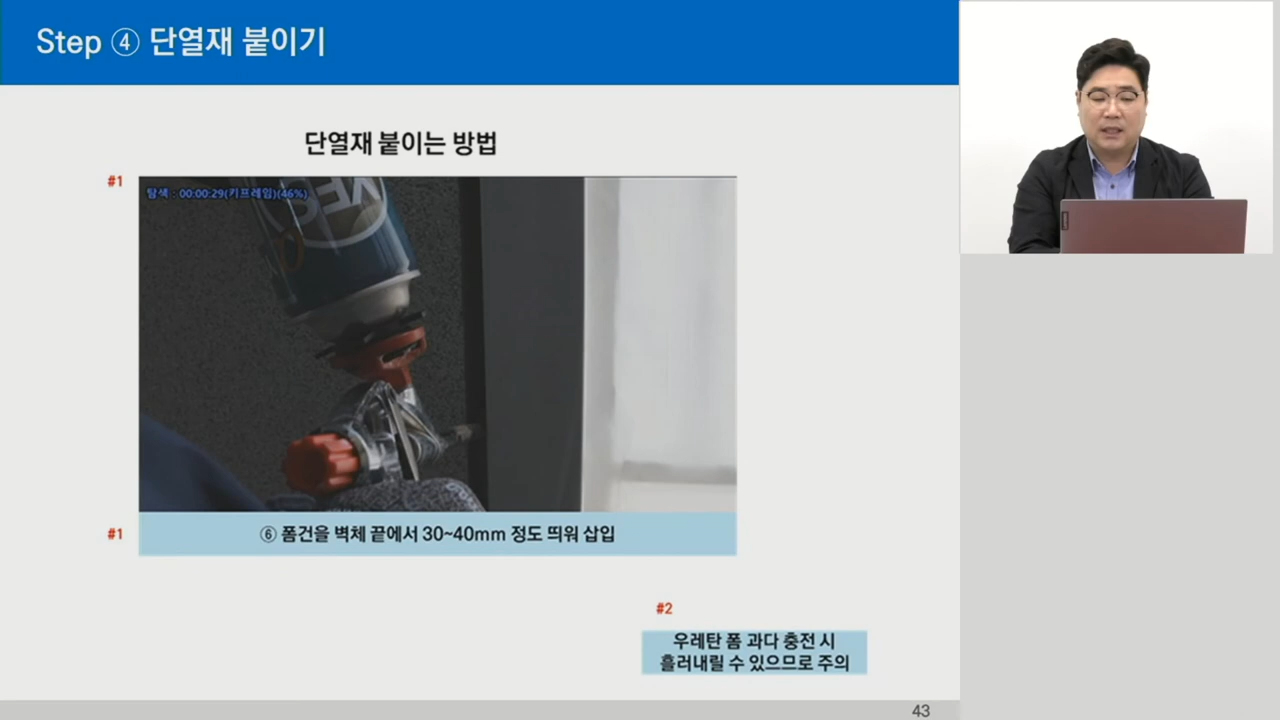 Step ④ 단열재 붙이기
단열재 붙이는 방법
#1
탐색 : 00:00:29(키프레임)(46%)
#1
⑥ 폼건을 벽체 끝에서 30~40mm 정도 띄워 삽입
#2
우레탄 폼 과다 충전 시
흘러내릴 수 있으므로 주의
43